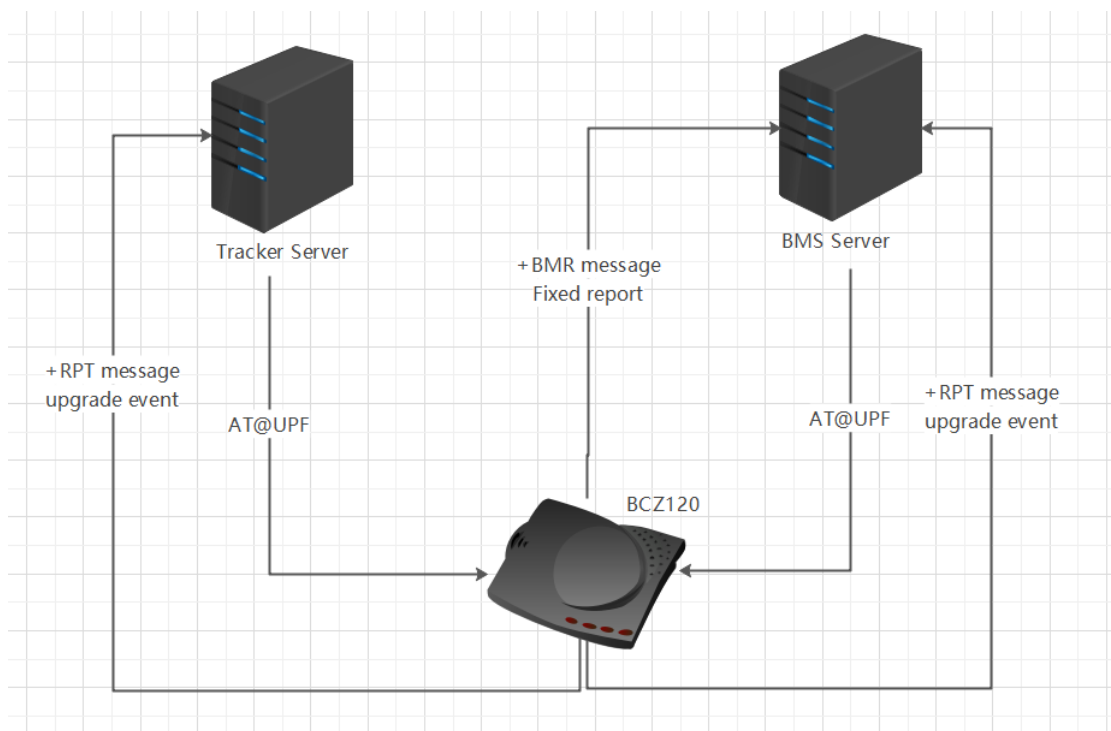 Tracker Server
BMS Server
+BMR message
Fixed report
+RPT message
upgrade event
+RPT message
upgrade event
AT@UPF
AT@UPF
BCZ120